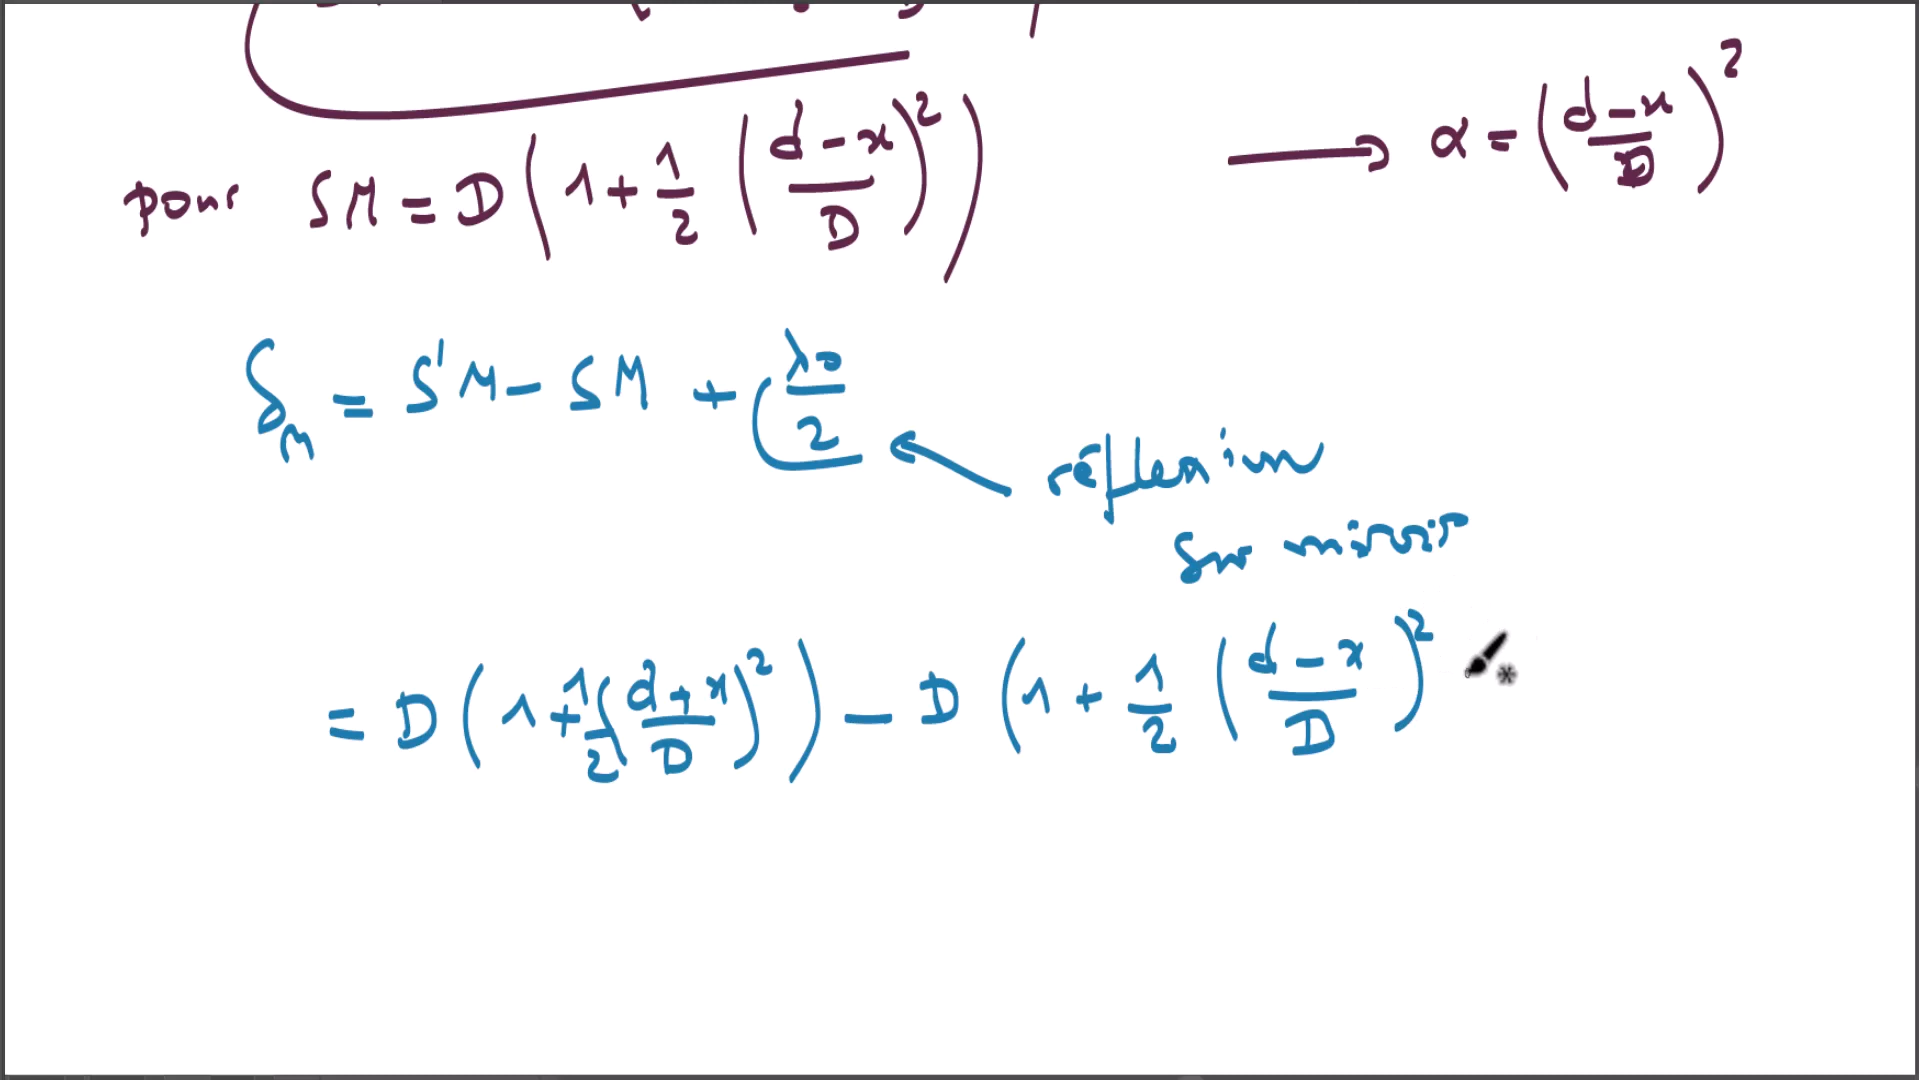 pour SM = D(1 + 1/2 ((d-x)/D)²) → α = ((d-x)/D)²
δ_M = S'M - SM + λ0/2
réflexion
sur miroir
= D(1 + 1/2((d+x)/D)²) - D(1 + 1/2 ((d-x)/D)²